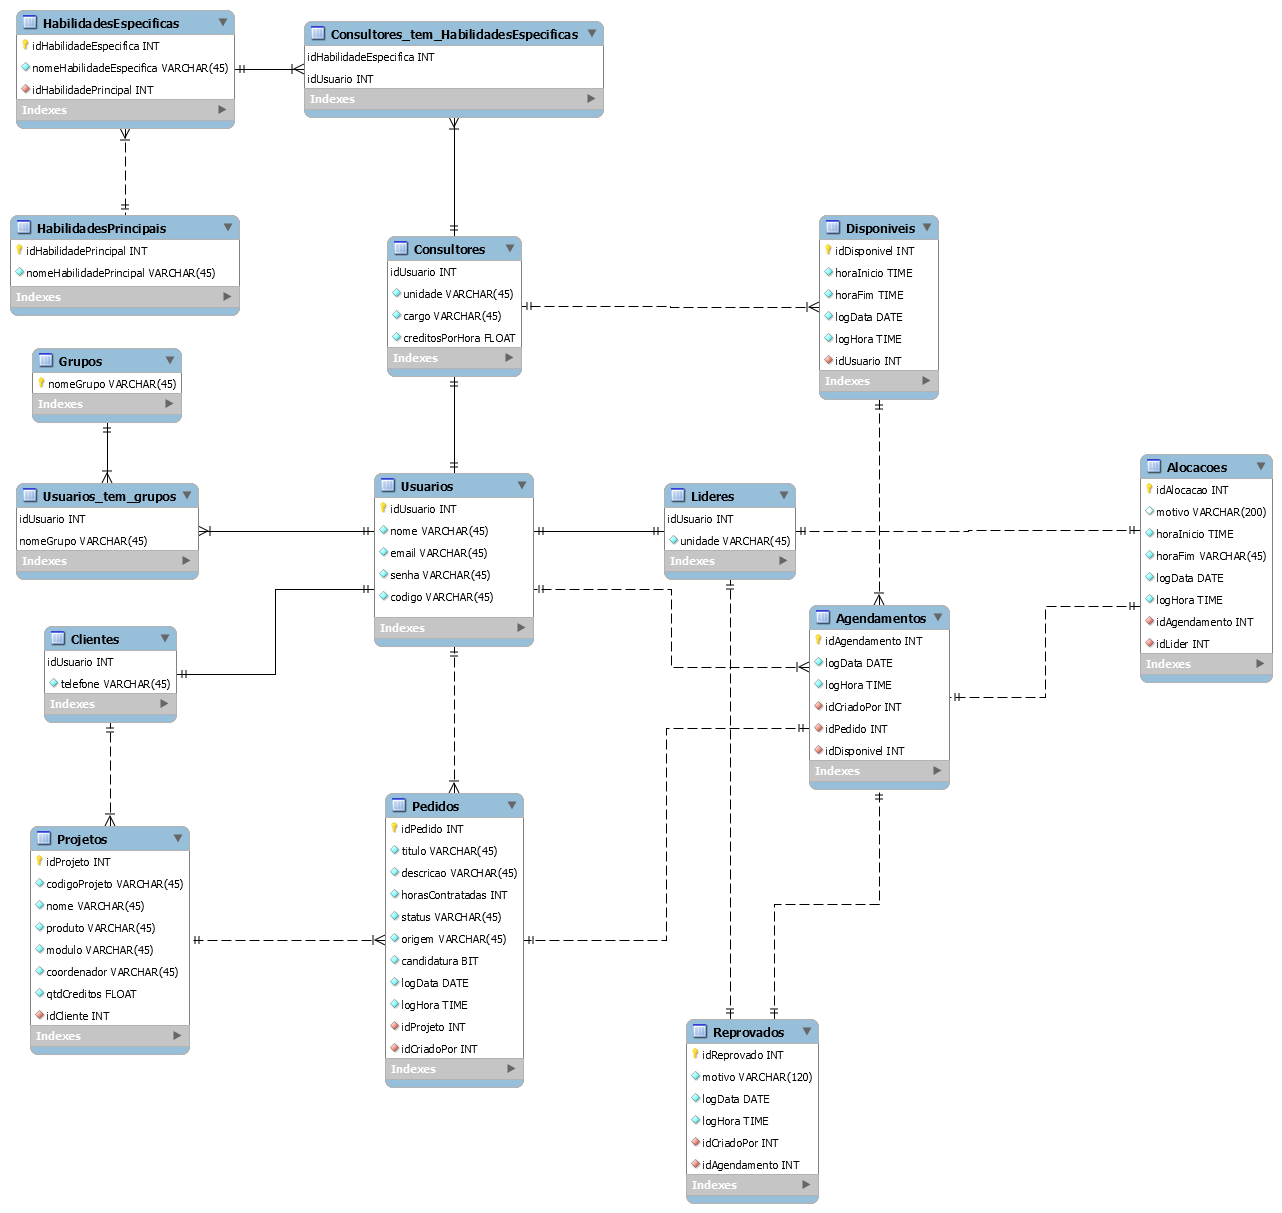 HabilidadesEspecificas
idHabilidadeEspecifica INT
nomeHabilidadeEspecifica VARCHAR(45)
idHabilidadePrincipal INT
Indexes
Consultores_tem_HabilidadesEspecificas
idHabilidadeEspecifica INT
idUsuario INT
Indexes
HabilidadesPrincipais
idHabilidadePrincipal INT
nomeHabilidadePrincipal VARCHAR(45)
Indexes
Consultores
idUsuario INT
unidade VARCHAR(45)
cargo VARCHAR(45)
creditosPorHora FLOAT
Indexes
Disponiveis
idDisponivel INT
horaInicio TIME
horaFim TIME
logData DATE
logHora TIME
idUsuario INT
Indexes
Grupos
nomeGrupo VARCHAR(45)
Indexes
Usuarios_tem_grupos
idUsuario INT
nomeGrupo VARCHAR(45)
Indexes
Usuarios
idUsuario INT
nome VARCHAR(45)
email VARCHAR(45)
senha VARCHAR(45)
codigo VARCHAR(45)
Indexes
Lideres
idUsuario INT
unidade VARCHAR(45)
Indexes
Alocacoes
idAlocacao INT
motivo VARCHAR(200)
horaInicio TIME
horaFim VARCHAR(45)
logData DATE
logHora TIME
idAgendamento INT
idLider INT
Indexes
Clientes
idUsuario INT
telefone VARCHAR(45)
Indexes
Agendamentos
idAgendamento INT
logData DATE
logHora TIME
idCriadoPor INT
idPedido INT
idDisponivel INT
Indexes
Projetos
idProjeto INT
codigoProjeto VARCHAR(45)
nome VARCHAR(45)
produto VARCHAR(45)
modulo VARCHAR(45)
coordenador VARCHAR(45)
qtdCreditos FLOAT
idCliente INT
Indexes
Pedidos
idPedido INT
titulo VARCHAR(45)
descricao VARCHAR(45)
horasContratadas INT
status VARCHAR(45)
origem VARCHAR(45)
candidatura BIT
logData DATE
logHora TIME
idProjeto INT
idCriadoPor INT
Indexes
Reprovados
idReprovado INT
motivo VARCHAR(120)
logData DATE
logHora TIME
idCriadoPor INT
idAgendamento INT
Indexes